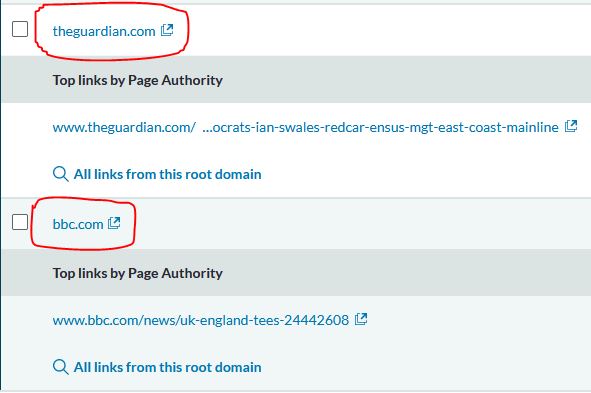 theguardian.com
Top links by Page Authority
www.theguardian.com/ ...ocrats-ian-swales-redcar-ensus-mgt-east-coast-mainline
All links from this root domain
bbc.com
Top links by Page Authority
www.bbc.com/news/uk-england-tees-24442608
All links from this root domain